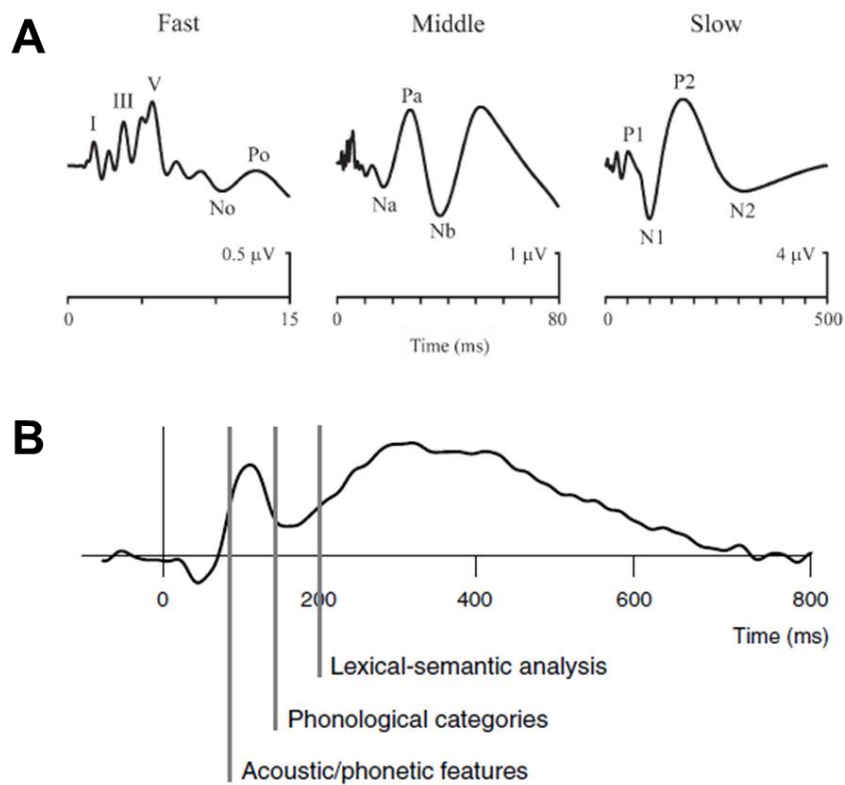 A
Fast Middle Slow
I III V No Po
Pa Na Nb
P1 N1 P2 N2
0.5 μV 1 μV 4 μV
0 15 0 80 0 500
Time (ms)
B
0 200 400 600 800
Time (ms)
Lexical-semantic analysis
Phonological categories
Acoustic/phonetic features